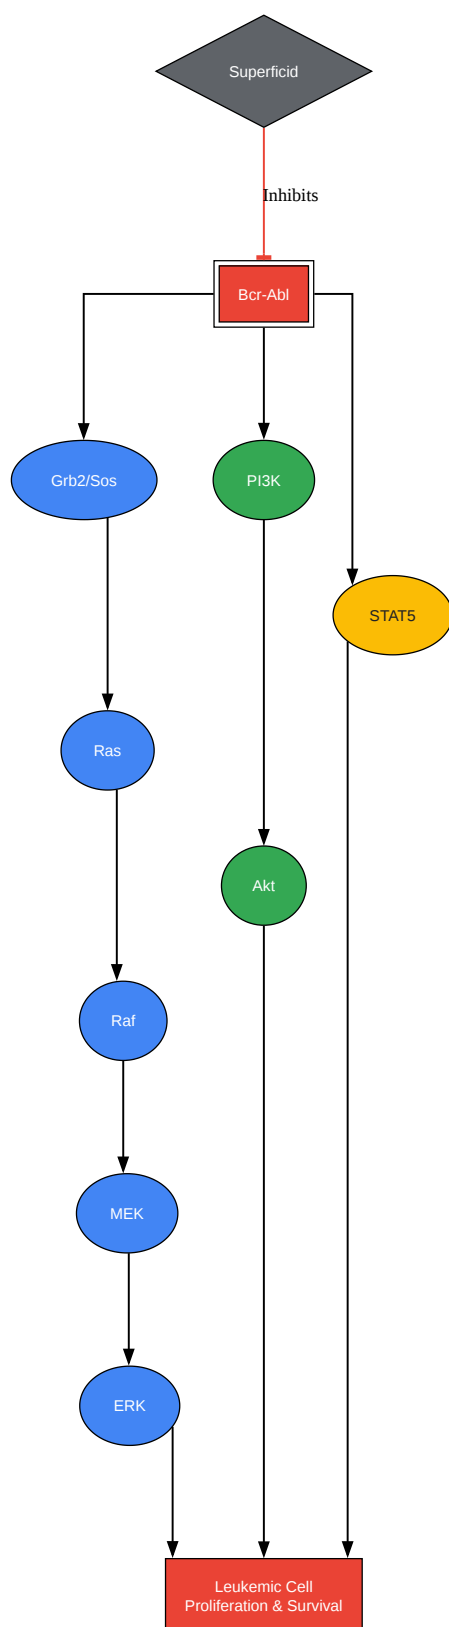 Superficid
Inhibits
Bcr-Abl
Grb2/Sos
PI3K
STAT5
Ras
Akt
Raf
MEK
ERK
Leukemic Cell
Proliferation & Survival